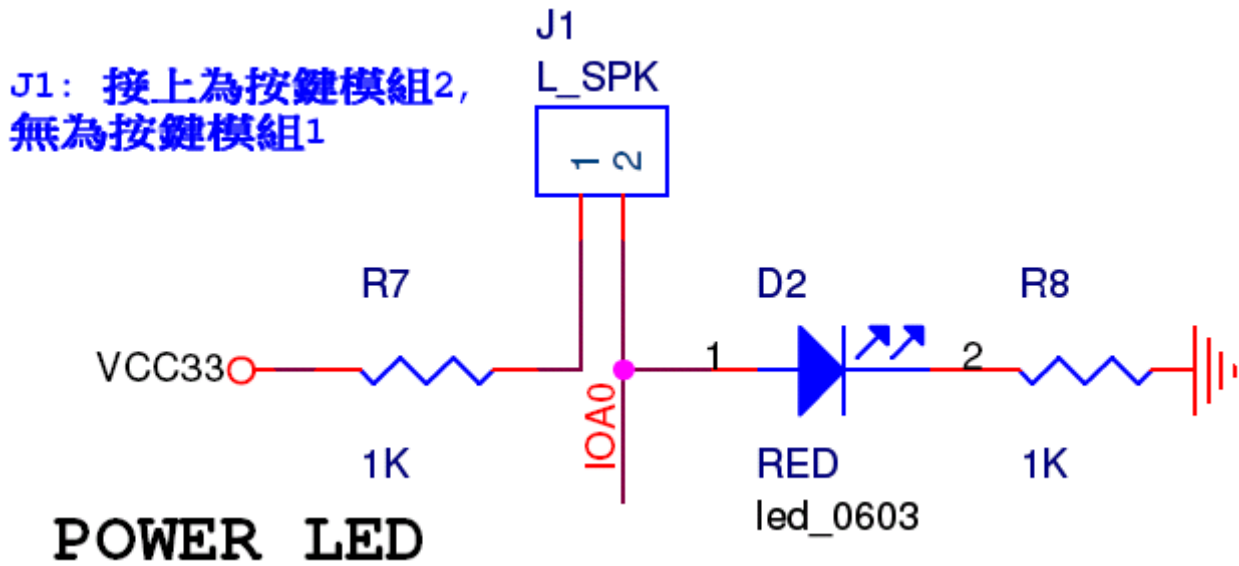 J1
L_SPK
J1: 接上為按鍵模組2,
無為按鍵模組1
1 2
R7
D2
R8
VCC33
1
2
IOA0
1K
RED
1K
led_0603
POWER LED